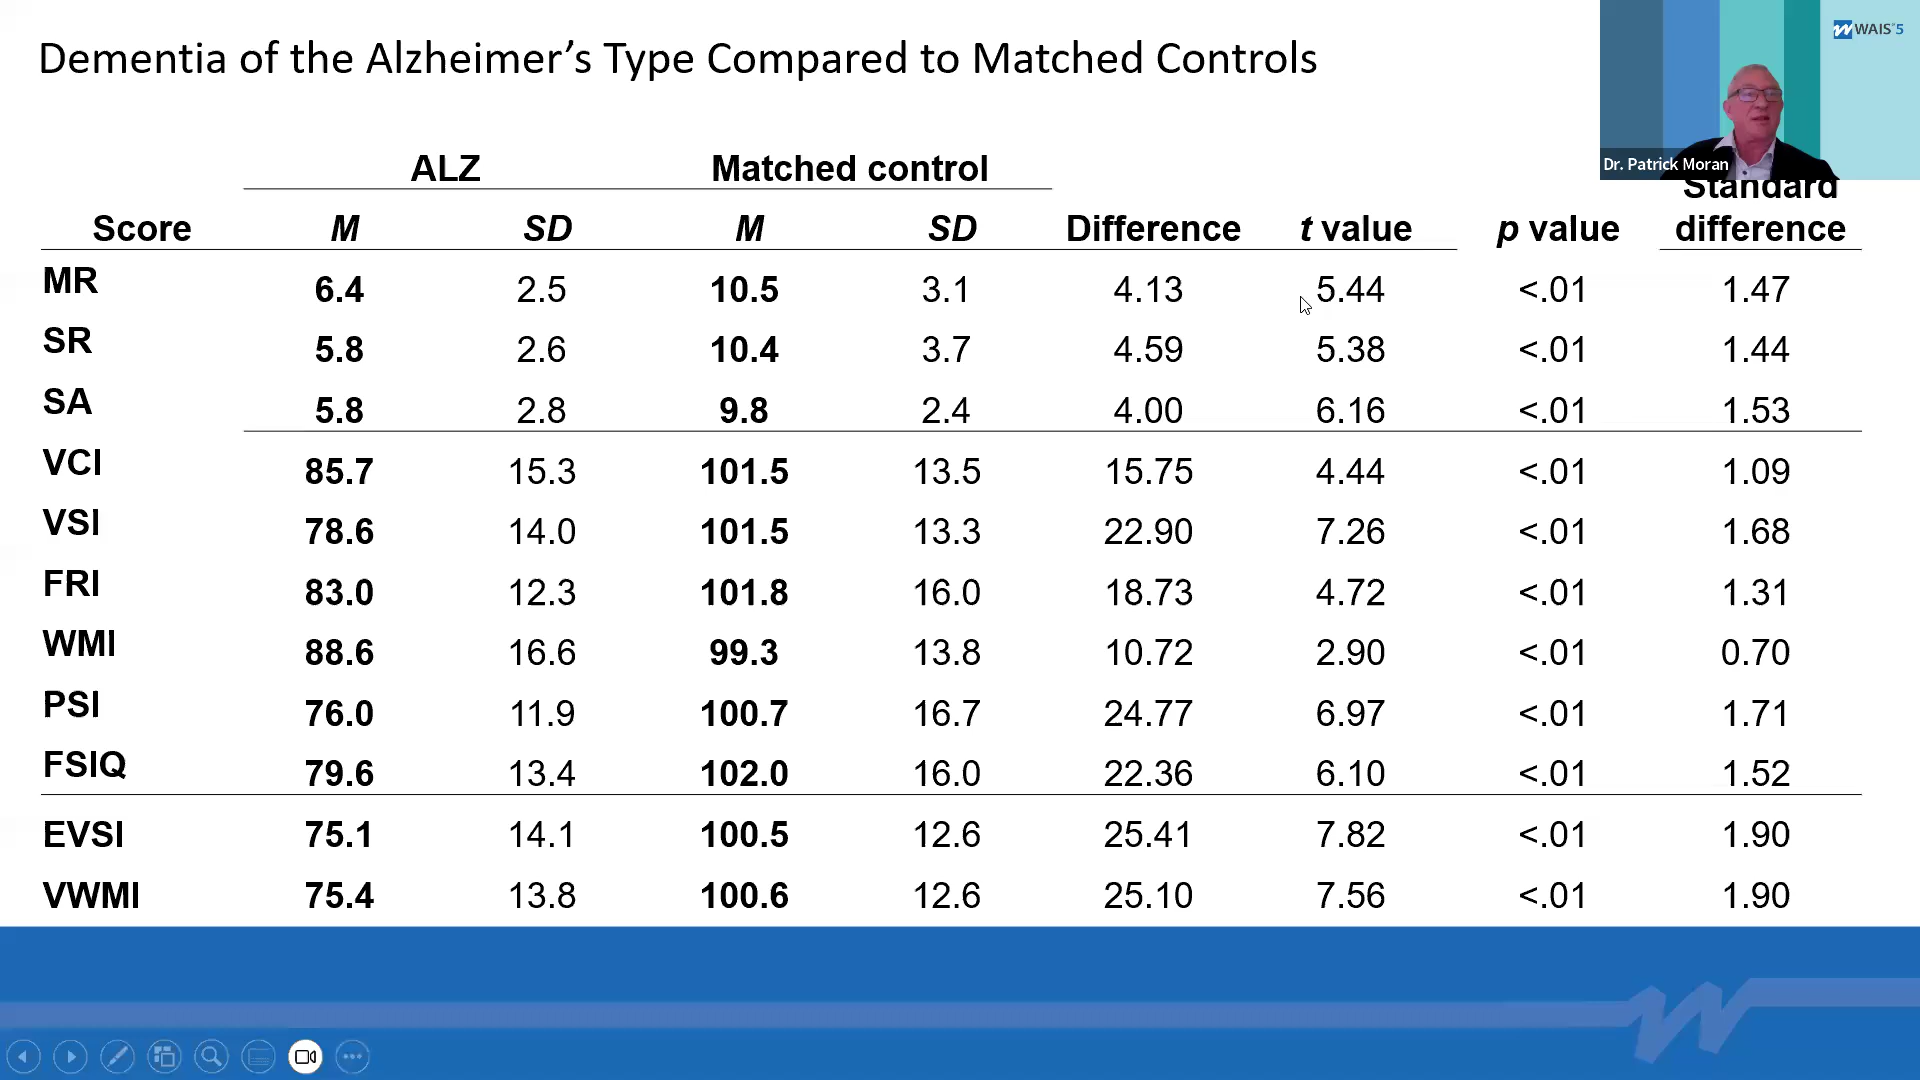 Dementia of the Alzheimer's Type Compared to Matched Controls
WAIS 5
Dr. Patrick Moran
ALZ Matched control
Standard
Score M SD M SD Difference t value p value difference
MR 6.4 2.5 10.5 3.1 4.13 5.44 <.01 1.47
SR 5.8 2.6 10.4 3.7 4.59 5.38 <.01 1.44
SA 5.8 2.8 9.8 2.4 4.00 6.16 <.01 1.53
VCI 85.7 15.3 101.5 13.5 15.75 4.44 <.01 1.09
VSI 78.6 14.0 101.5 13.3 22.90 7.26 <.01 1.68
FRI 83.0 12.3 101.8 16.0 18.73 4.72 <.01 1.31
WMI 88.6 16.6 99.3 13.8 10.72 2.90 <.01 0.70
PSI 76.0 11.9 100.7 16.7 24.77 6.97 <.01 1.71
FSIQ 79.6 13.4 102.0 16.0 22.36 6.10 <.01 1.52
EVSI 75.1 14.1 100.5 12.6 25.41 7.82 <.01 1.90
VWMI 75.4 13.8 100.6 12.6 25.10 7.56 <.01 1.90